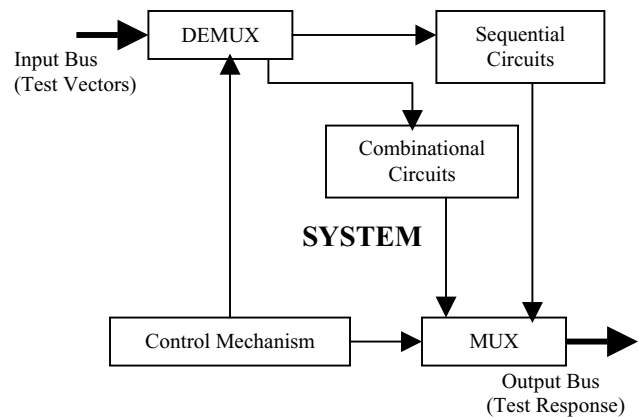 DEMUX
Sequential
Circuits
Input Bus
(Test Vectors)
Combinational
Circuits
SYSTEM
Control Mechanism
MUX
Output Bus
(Test Response)